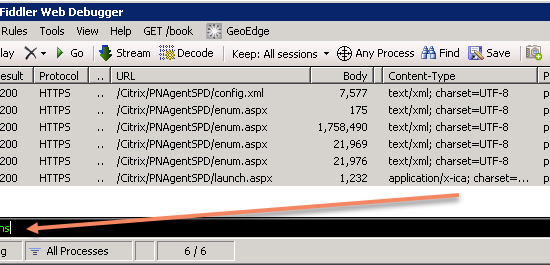 Fiddler Web Debugger
Rules Tools View Help GET /book GeoEdge
play Go Stream Decode Keep: All sessions Any Process Find Save
Result Protocol .. URL Body Content-Type P
200 HTTPS .. /Citrix/PNAgentSPD/config.xml 7,577 text/xml; charset=UTF-8 p
200 HTTPS .. /Citrix/PNAgentSPD/enum.aspx 175 text/xml; charset=UTF-8 p
200 HTTPS .. /Citrix/PNAgentSPD/enum.aspx 1,758,490 text/xml; charset=UTF-8 p
200 HTTPS .. /Citrix/PNAgentSPD/enum.aspx 21,969 text/xml; charset=UTF-8 p
200 HTTPS .. /Citrix/PNAgentSPD/enum.aspx 21,976 text/xml; charset=UTF-8 p
200 HTTPS .. /Citrix/PNAgentSPD/launch.aspx 1,232 application/x-ica; charset=... p
ns
g All Processes 6 / 6